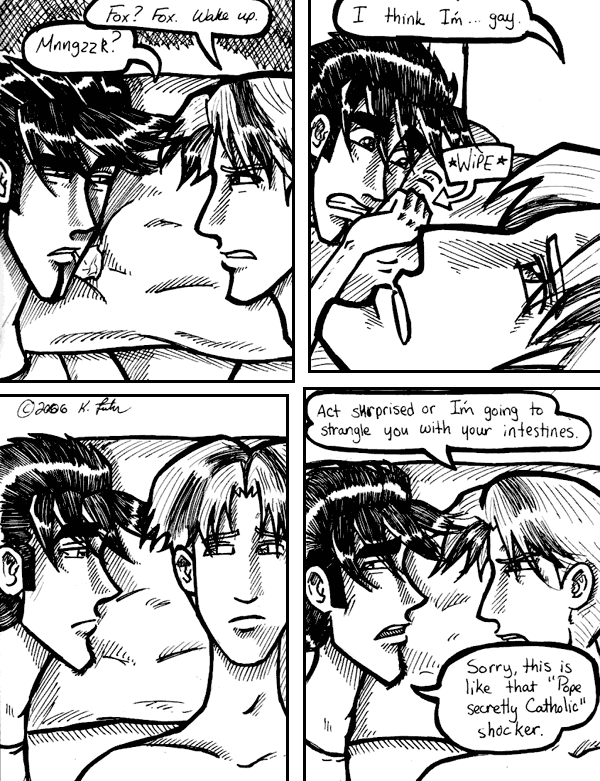 Fox? Fox. Wake up.
Mnngzzk?
I think I'm... gay.
*WIPE*
©2006 K.
Act surprised or I'm going to
strangle you with your intestines.
Sorry, this is
like that "Pope
secretly Catholic"
shocker.